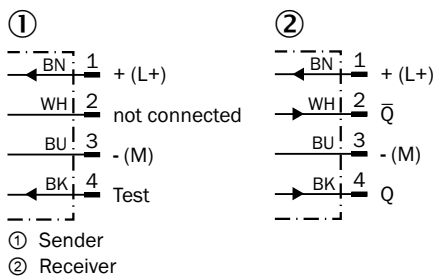 ① ②
BN 1 + (L+) BN 1 + (L+)
WH 2 not connected WH 2 Q̅
BU 3 - (M) BU 3 - (M)
BK 4 Test BK 4 Q
① Sender
② Receiver